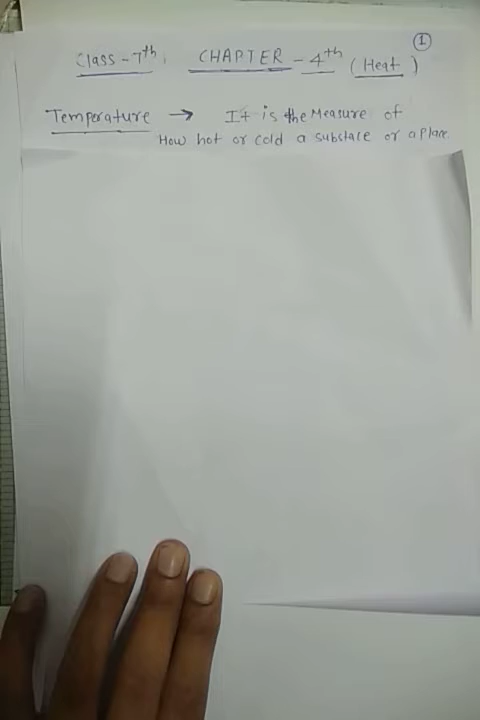 ①
Class - 7th. CHAPTER - 4th (Heat)
Temperature → It is the Measure of
How hot or cold a substace or a place.